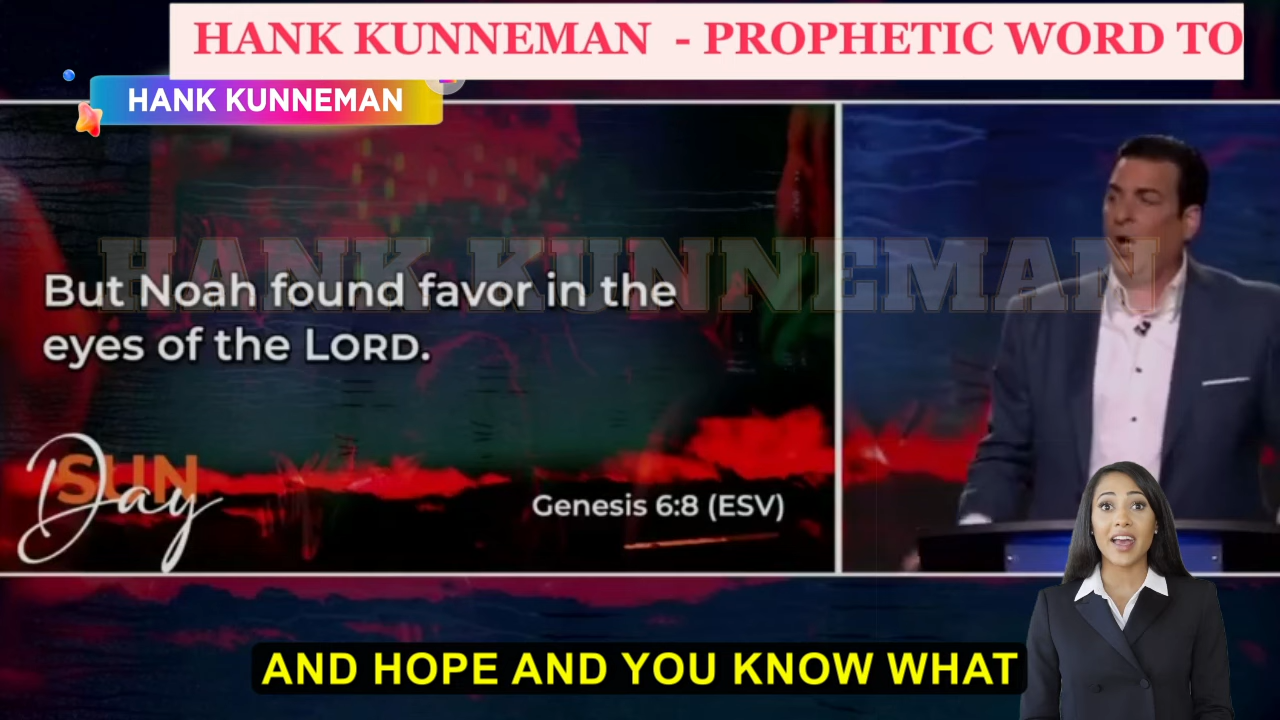 HANK KUNNEMAN - PROPHETIC WORD TO
HANK KUNNEMAN
HANK KUNNEMAN
But Noah found favor in the
eyes of the LORD.
SUN
Day
Genesis 6:8 (ESV)
AND HOPE AND YOU KNOW WHAT